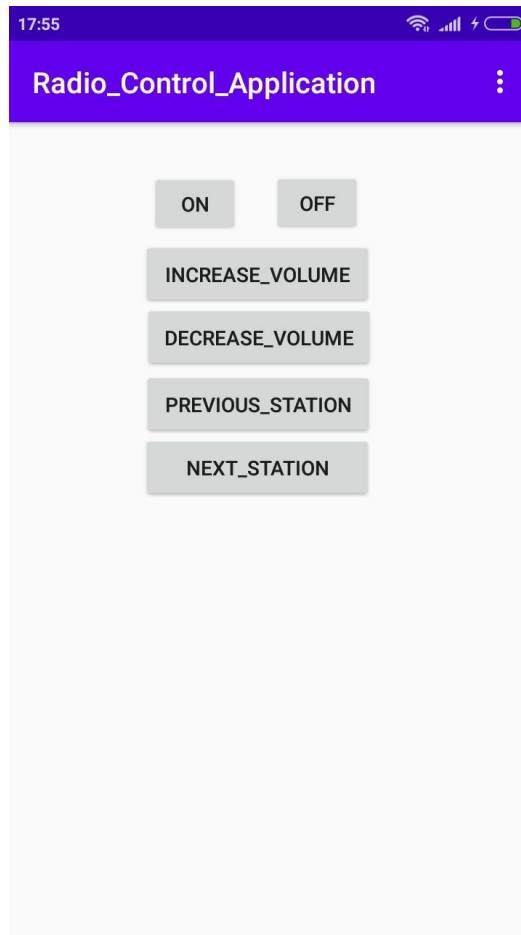 17:55
Radio_Control_Application
ON OFF
INCREASE_VOLUME
DECREASE_VOLUME
PREVIOUS_STATION
NEXT_STATION